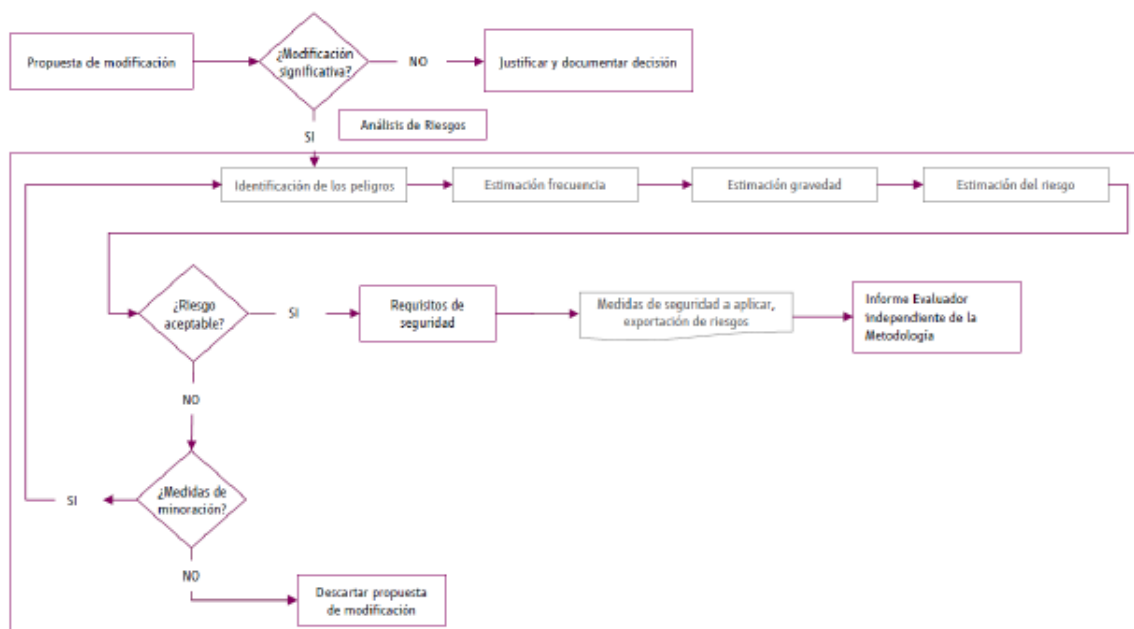 Propuesta de modificación
¿Modificación
significativa?
NO
Justificar y documentar decisión
SI
Análisis de Riesgos
Identificación de los peligros
Estimación frecuencia
Estimación gravedad
Estimación del riesgo
¿Riesgo
aceptable?
SI
Requisitos de
seguridad
Medidas de seguridad a aplicar,
exportación de riesgos
Informe Evaluador
independiente de la
Metodología
NO
¿Medidas de
minoración?
SI
NO
Descartar propuesta
de modificación